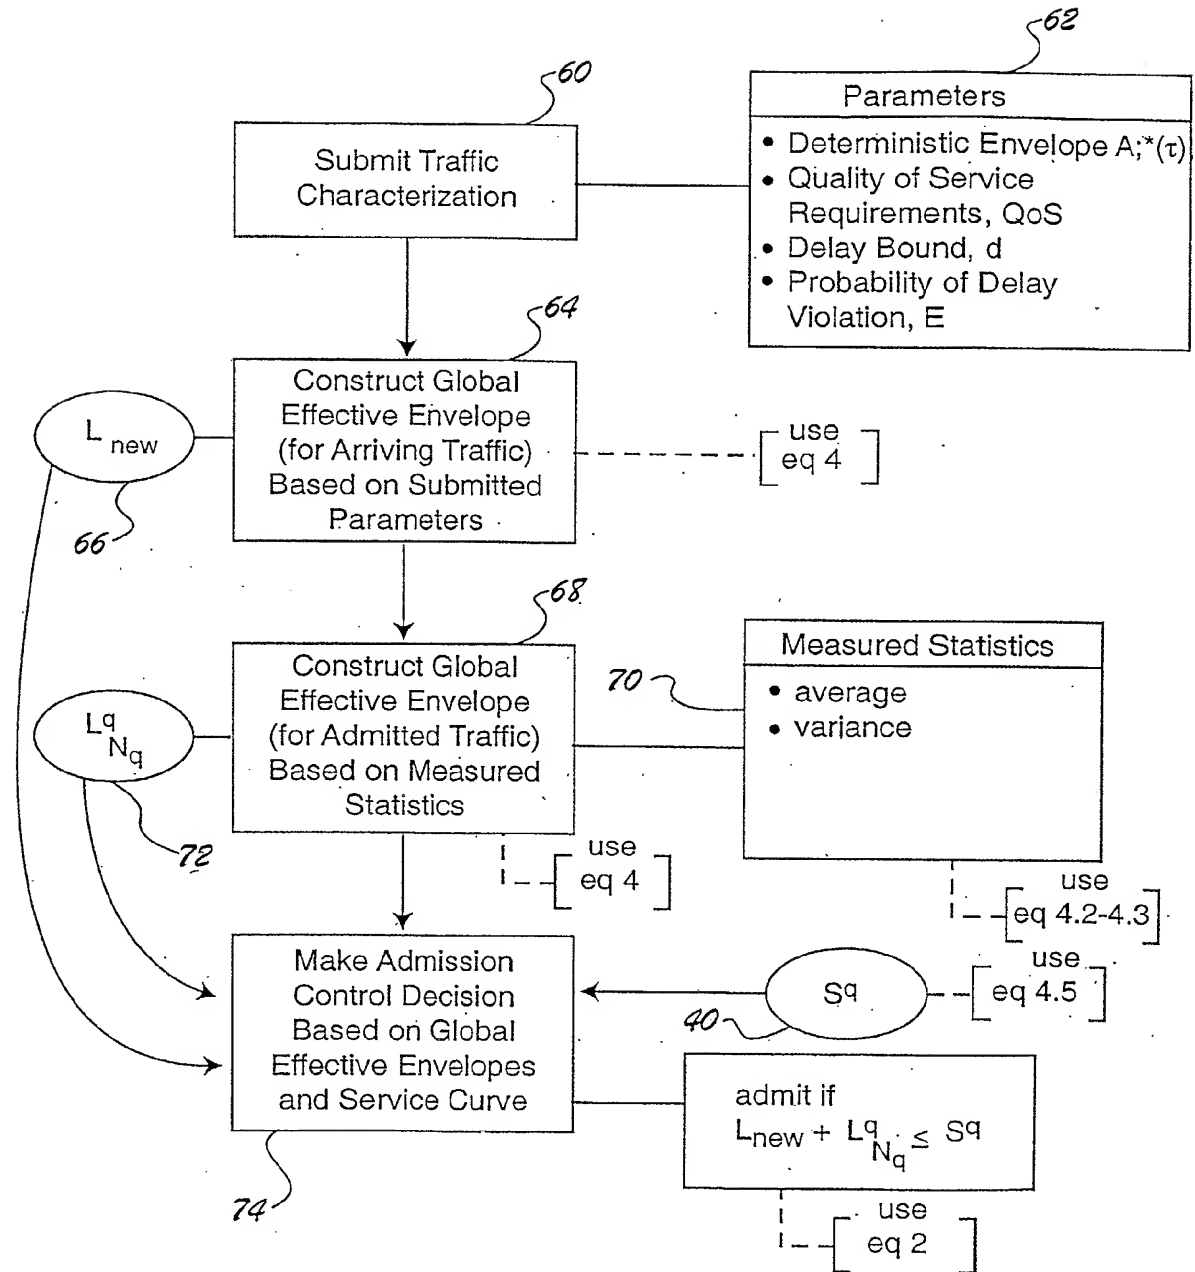 62
60
Parameters
Submit Traffic
Characterization
• Deterministic Envelope A;*(τ)
• Quality of Service
Requirements, QoS
• Delay Bound, d
• Probability of Delay
Violation, E
64
Construct Global
Effective Envelope
(for Arriving Traffic)
Based on Submitted
Parameters
L new
66
use
eq 4
68
Construct Global
Effective Envelope
(for Admitted Traffic)
Based on Measured
Statistics
70
Measured Statistics
• average
• variance
Lq Nq
72
use
eq 4
use
eq 4.2-4.3
Make Admission
Control Decision
Based on Global
Effective Envelopes
and Service Curve
Sq
use
eq 4.5
40
admit if
Lnew + Lq Nq ≤ Sq
74
use
eq 2